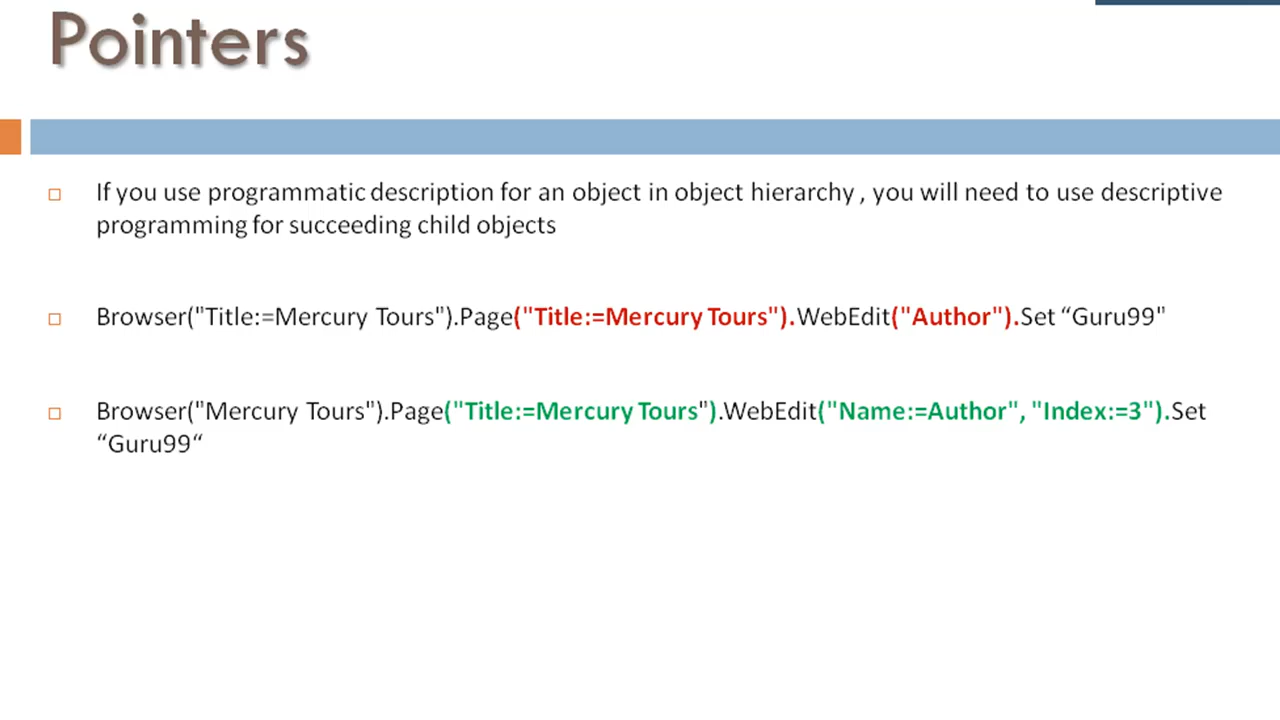 Pointers
If you use programmatic description for an object in object hierarchy , you will need to use descriptive
programming for succeeding child objects
Browser("Title:=Mercury Tours").Page("Title:=Mercury Tours").WebEdit("Author").Set “Guru99"
Browser("Mercury Tours").Page("Title:=Mercury Tours").WebEdit("Name:=Author", "Index:=3").Set
“Guru99“